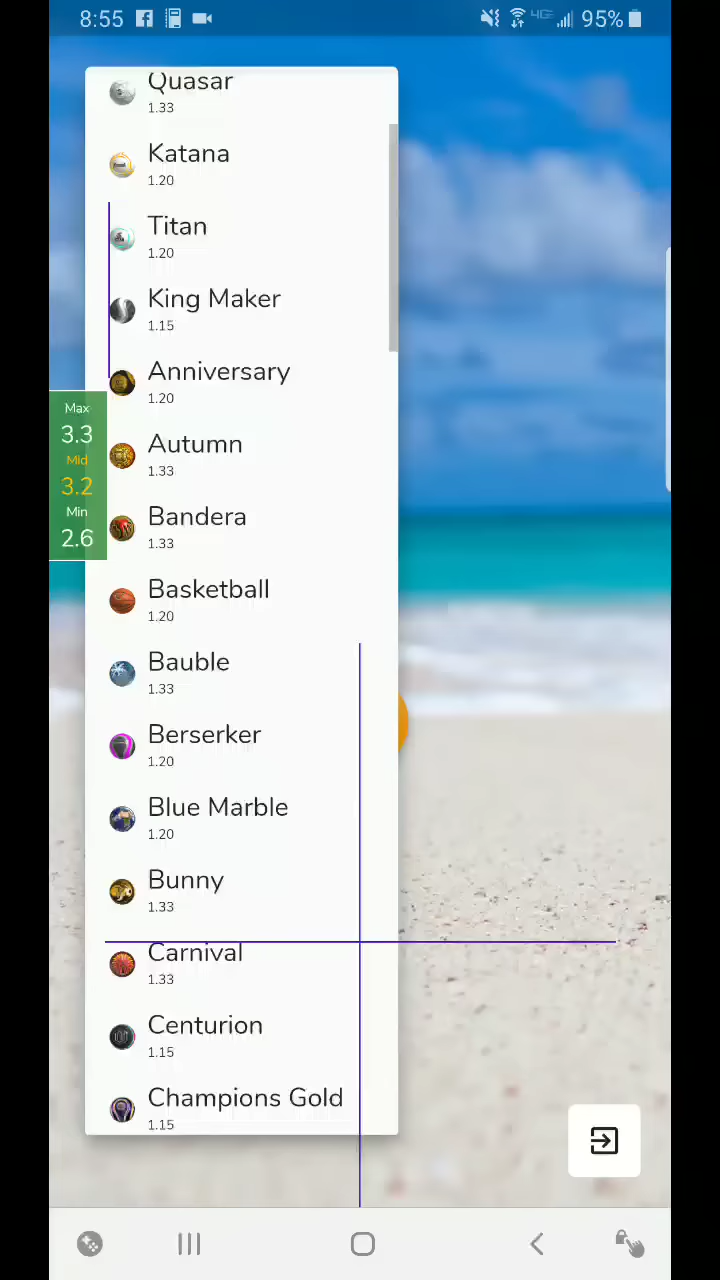 8:55
4G
95%
Quasar
1.33
Katana
1.20
Titan
1.20
King Maker
1.15
Anniversary
1.20
Max
3.3
Mid
3.2
Min
2.6
Autumn
1.33
Bandera
1.33
Basketball
1.20
Bauble
1.33
Berserker
1.20
Blue Marble
1.20
Bunny
1.33
Carnival
1.33
Centurion
1.15
Champions Gold
1.15